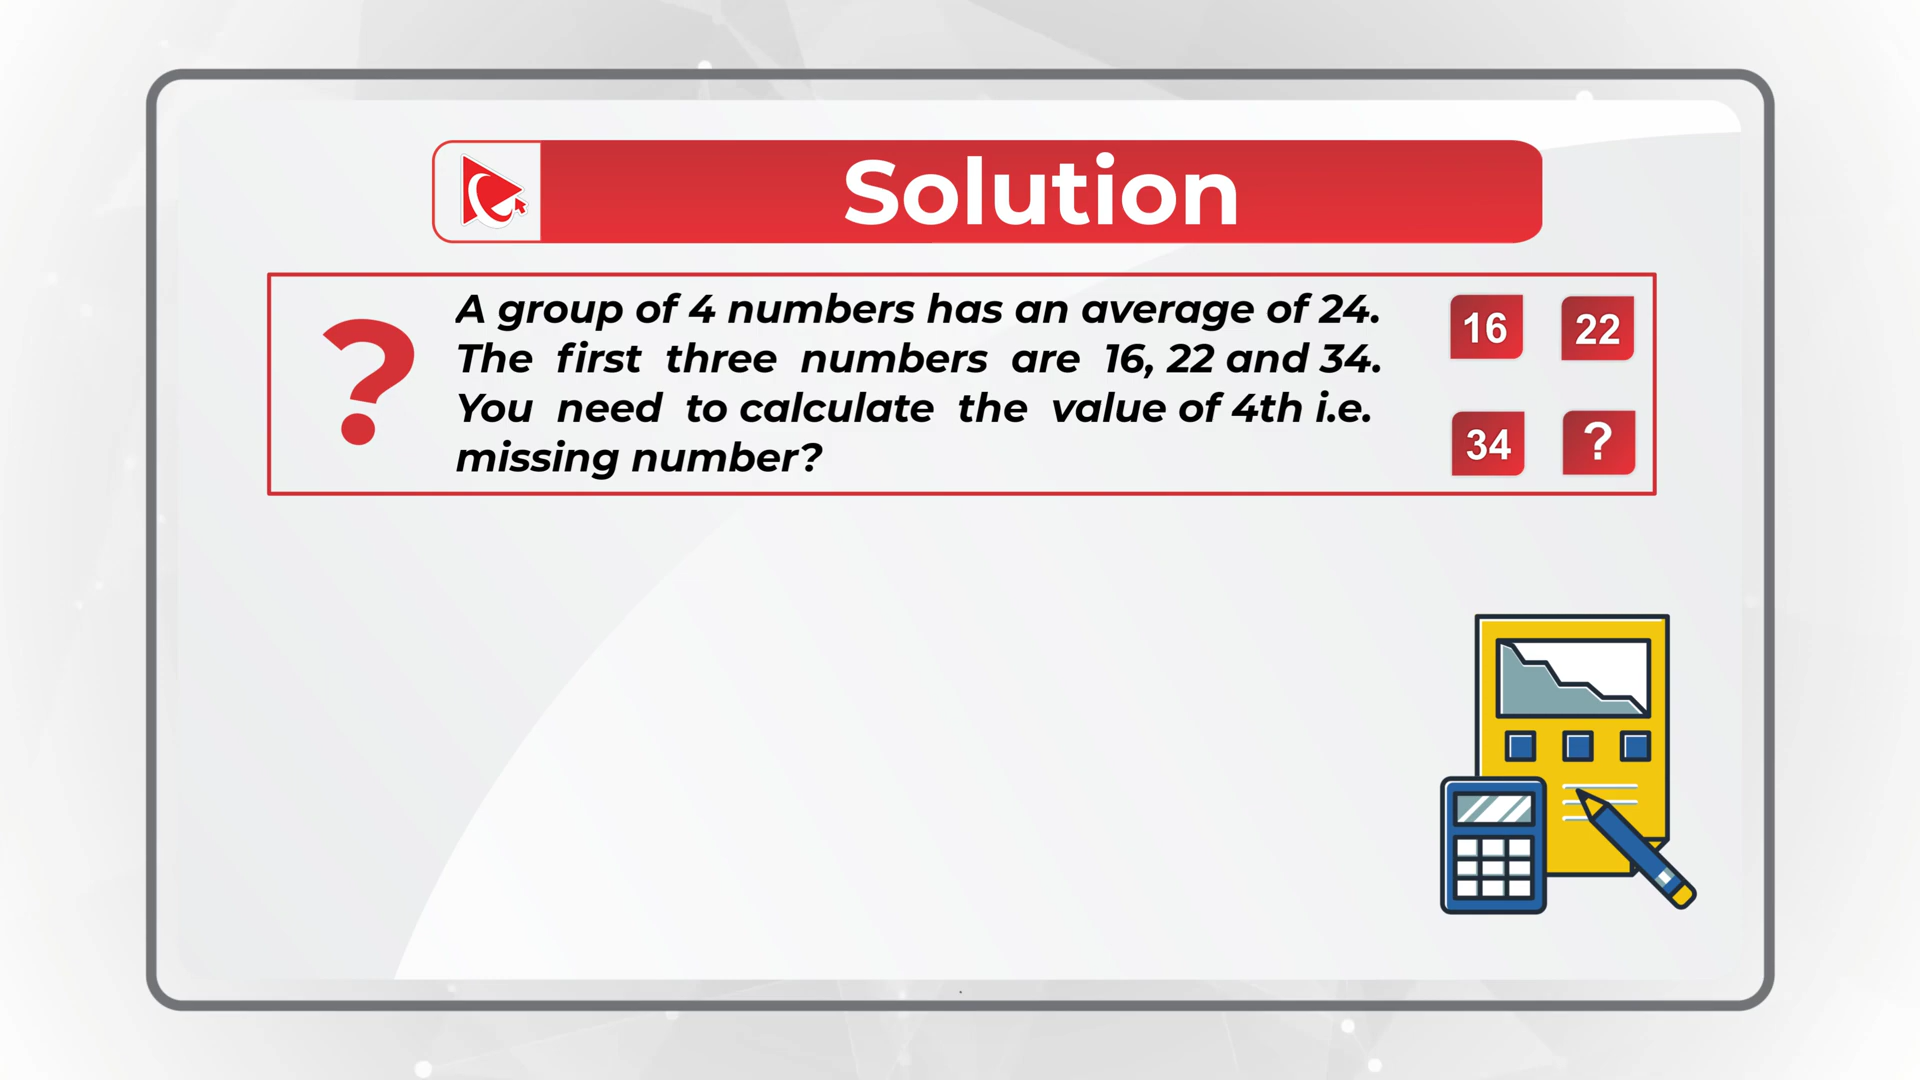 Solution
A group of 4 numbers has an average of 24.
The first three numbers are 16, 22 and 34.
You need to calculate the value of 4th i.e.
missing number?
16 22
34 ?
?